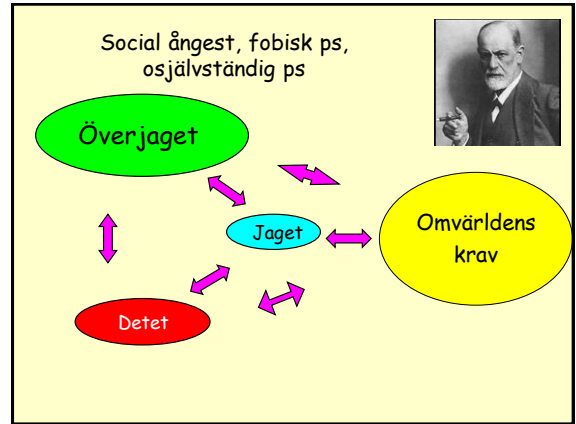 Social ångest, fobisk ps,
osjälvständig ps
Överjaget
Jaget
Omvärldens
krav
Detet